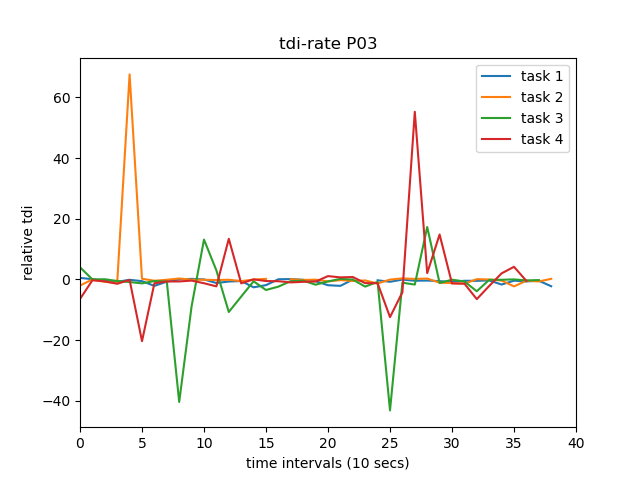 tdi-rate P03
task 1
task 2
task 3
task 4
60
40
20
0
−20
−40
relative tdi
0 5 10 15 20 25 30 35 40
time intervals (10 secs)